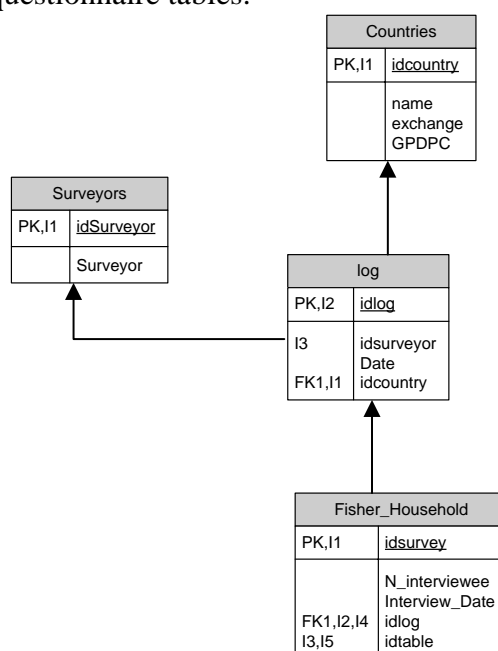 questionnaire tables.
Countries
PK,I1 idcountry
name
exchange
GPDPC
Surveyors
PK,I1 idSurveyor
Surveyor
log
PK,I2 idlog
I3 idsurveyor
Date
FK1,I1 idcountry
Fisher_Household
PK,I1 idsurvey
N_interviewee
Interview_Date
FK1,I2,I4 idlog
I3,I5 idtable